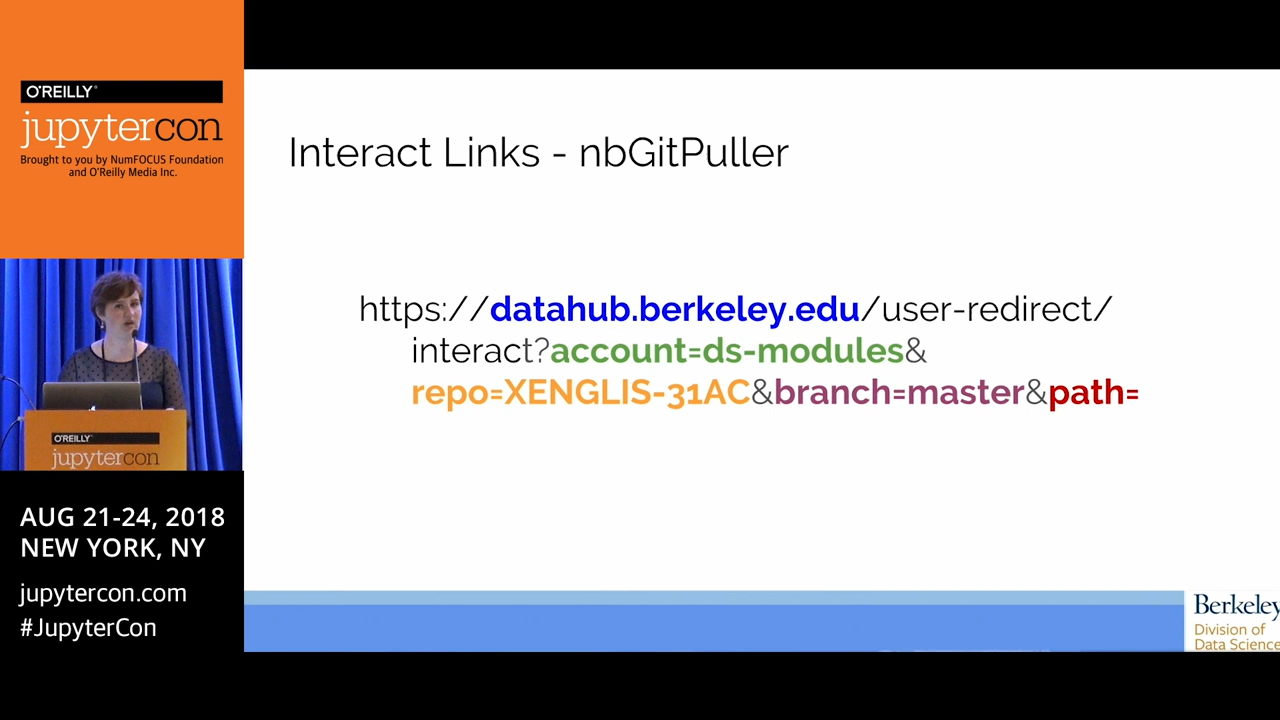 O'REILLY®
jupytercon
Brought to you by NumFOCUS Foundation
and O'Reilly Media Inc.
Interact Links - nbGitPuller
https://datahub.berkeley.edu/user-redirect/
interact?account=ds-modules&
repo=XENGLIS-31AC&branch=master&path=
O'REILLY®
jupytercon
AUG 21-24, 2018
NEW YORK, NY
jupytercon.com
#JupyterCon
Berkeley
Division of
Data Science